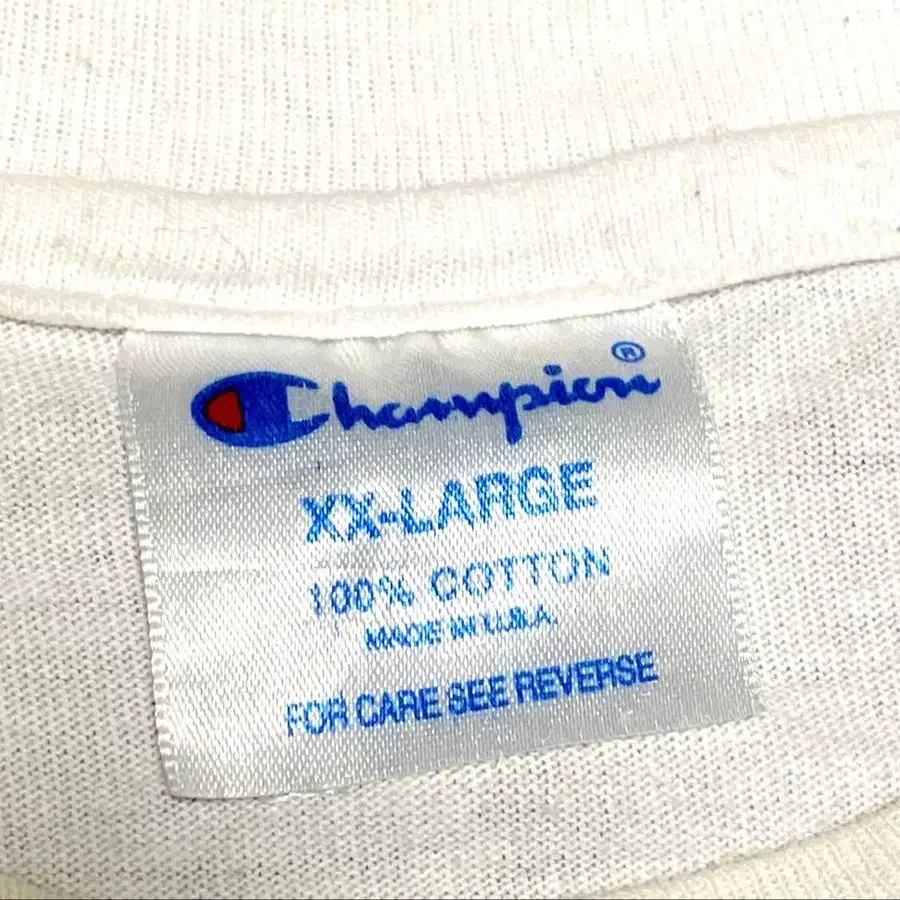 Champion®
XX-LARGE
100% COTTON
MADE IN U.S.A.
FOR CARE SEE REVERSE